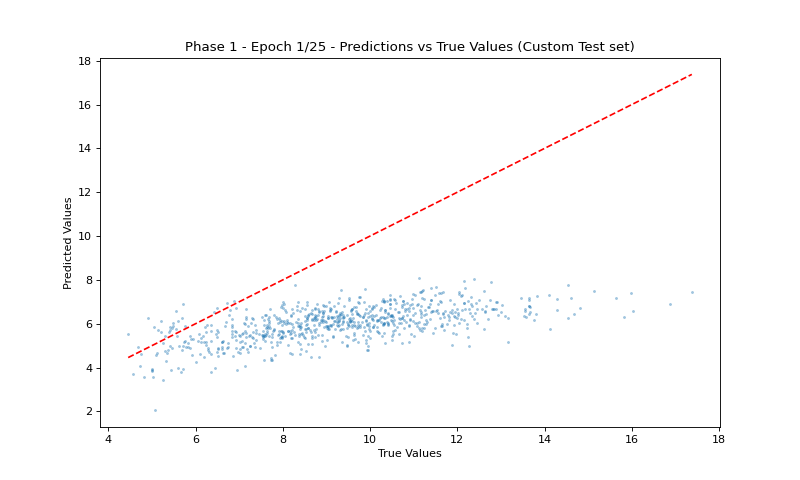 Phase 1 - Epoch 1/25 - Predictions vs True Values (Custom Test set)
18
16
14
12
10
8
6
4
2
Predicted Values
4 6 8 10 12 14 16 18
True Values